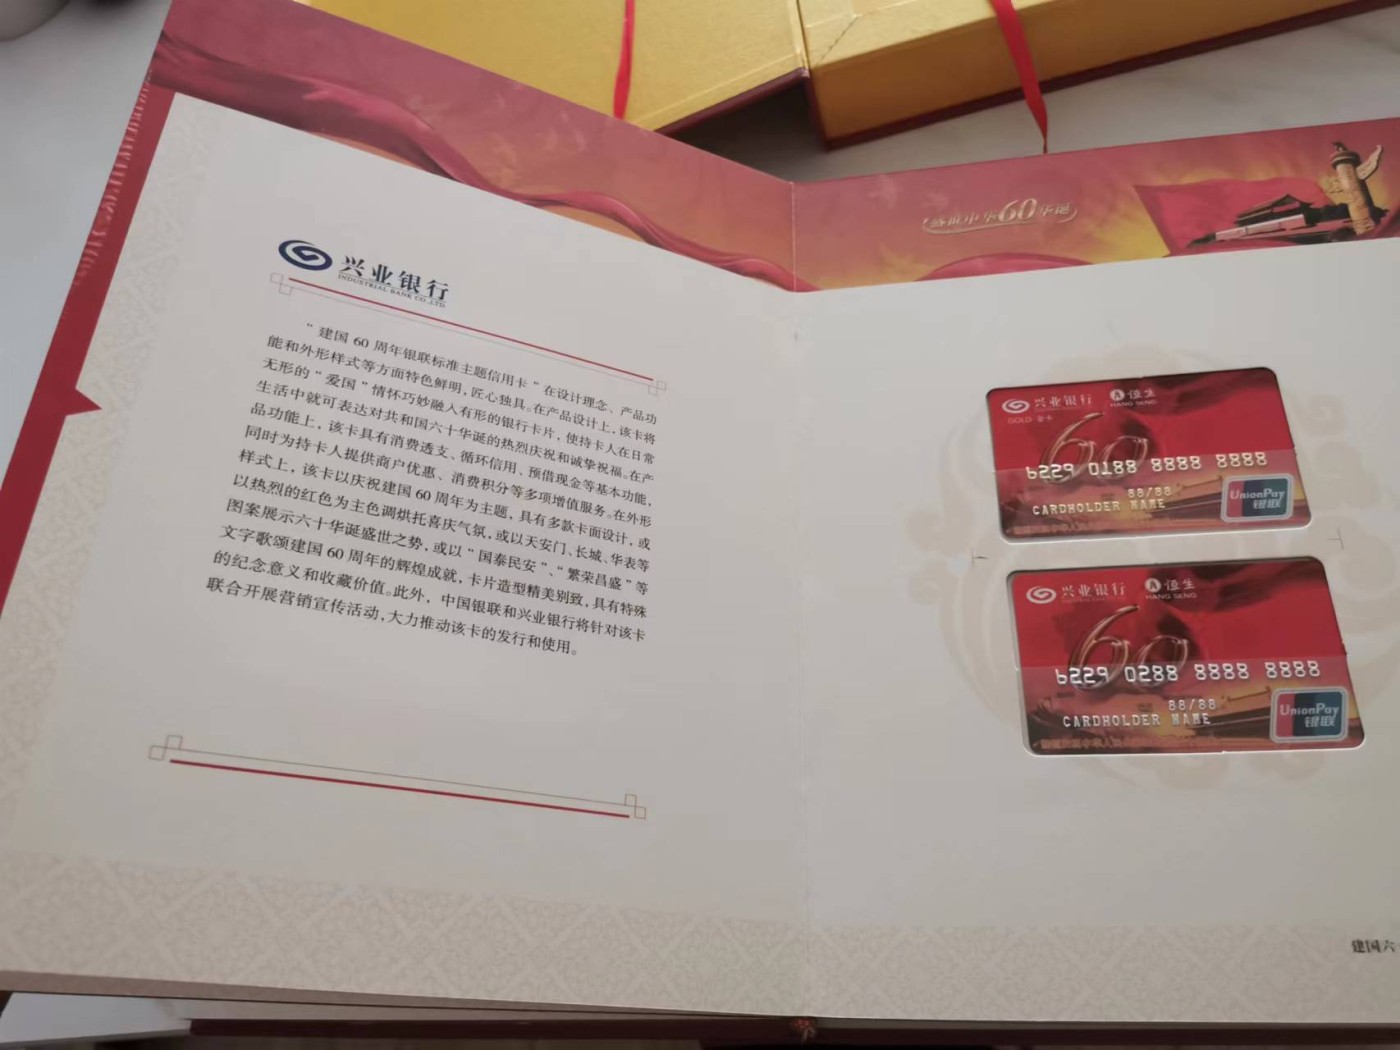 兴业银行
INDUSTRIAL BANK CO.,LTD.
“建国 60 周年银联标准主题信用卡”在设计理念、产品功
能和外形样式等方面特色鲜明，匠心独具。在产品设计上，该卡将
无形的“爱国”情怀巧妙融入有形的银行卡片，使持卡人在日常
生活中就可表达对共和国六十华诞的热烈庆祝和诚挚祝福。在产
品功能上，该卡具有消费透支、循环信用、预借现金等基本功能，
同时为持卡人提供商户优惠、消费积分等多项增值服务。在外形
样式上，该卡以庆祝建国 60 周年为主题，具有多款卡面设计，或
以热烈的红色为主色调烘托喜庆气氛，或以天安门、长城、华表等
图案展示六十华诞盛世之势，或以“国泰民安”、“繁荣昌盛”等
文字歌颂建国 60 周年的辉煌成就，卡片造型精美别致，具有特殊
的纪念意义和收藏价值。此外，中国银联和兴业银行将针对该卡
联合开展营销宣传活动，大力推动该卡的发行和使用。
盛世中华60华诞
兴业银行 恒生
HANG SENG
GOLD 金卡
60
6229 0188 8888 8888
88/88
CARDHOLDER NAME
UnionPay
银联
兴业银行 恒生
HANG SENG
60
6229 0288 8888 8888
88/88
CARDHOLDER NAME
UnionPay
银联
建国六